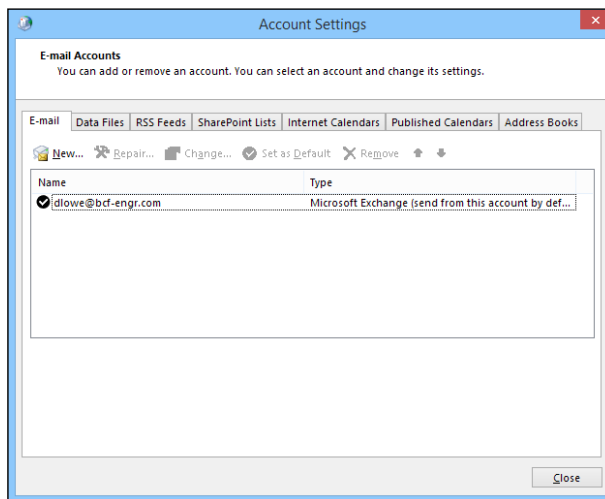 Account Settings
E-mail Accounts
You can add or remove an account. You can select an account and change its settings.
E-mail Data Files RSS Feeds SharePoint Lists Internet Calendars Published Calendars Address Books
New... Repair... Change... Set as Default Remove
Name Type
dlowe@bcf-engr.com Microsoft Exchange (send from this account by def...
Close